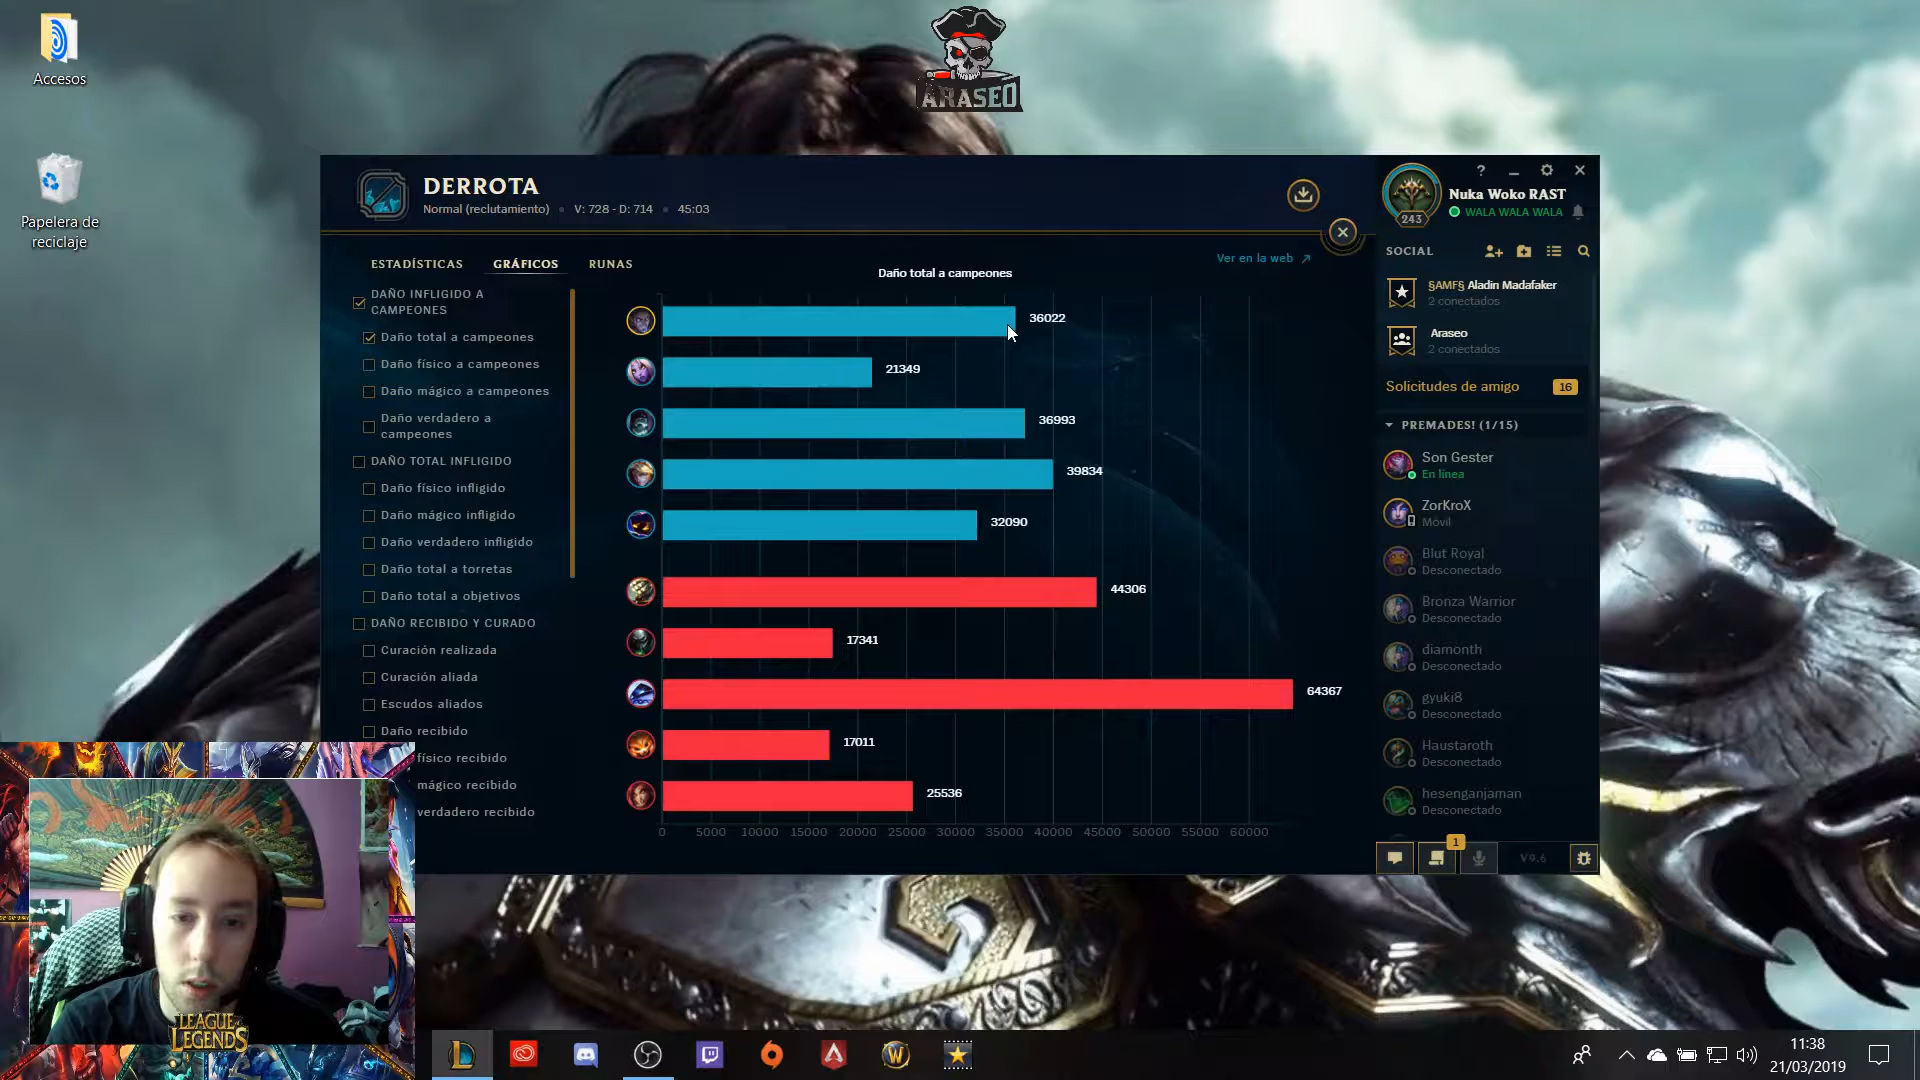 Accesos
Papelera de
reciclaje
ARASEO
DERROTA
Normal (reclutamiento) • V: 728 - D: 714 • 45:03
ESTADÍSTICAS
GRÁFICOS
RUNAS
Ver en la web
Daño total a campeones
DAÑO INFLIGIDO A
CAMPEONES
Daño total a campeones
Daño físico a campeones
Daño mágico a campeones
Daño verdadero a
campeones
DAÑO TOTAL INFLIGIDO
Daño físico infligido
Daño mágico infligido
Daño verdadero infligido
Daño total a torretas
Daño total a objetivos
DAÑO RECIBIDO Y CURADO
Curación realizada
Curación aliada
Escudos aliados
Daño recibido
físico recibido
mágico recibido
verdadero recibido
36022
21349
36993
39834
32090
44306
17341
64367
17011
25536
0 5000 10000 15000 20000 25000 30000 35000 40000 45000 50000 55000 60000
?
243
Nuka Woko RAST
WALA WALA WALA
SOCIAL
§AMF§ Aladin Madafaker
2 conectados
Araseo
2 conectados
Solicitudes de amigo 16
PREMADES! (1/15)
Son Gester
En línea
ZorKroX
Móvil
Blut Royal
Desconectado
Bronza Warrior
Desconectado
diamonth
Desconectado
gyuki8
Desconectado
Haustaroth
Desconectado
hesenganjaman
Desconectado
1
V9.6
LEAGUE
LEGENDS
11:38
21/03/2019